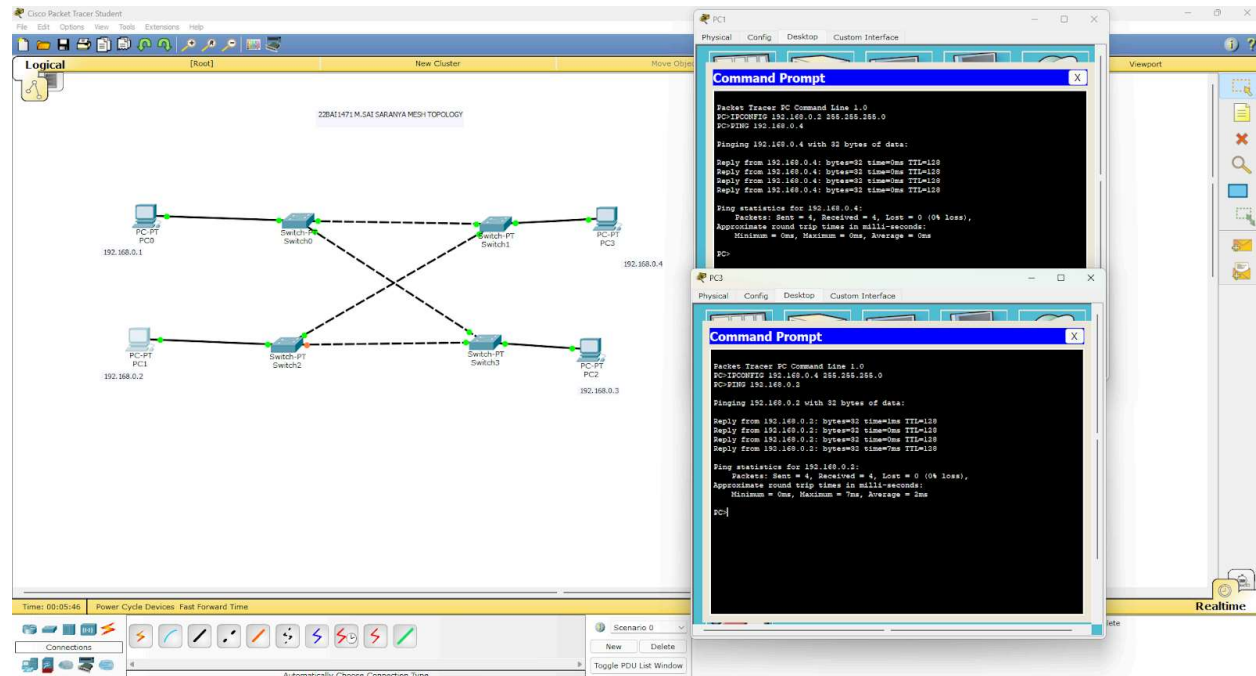 Cisco Packet Tracer Student
File Edit Options View Tools Extensions Help
Logical
[Root]
New Cluster
Move Obje
Viewport
22BAI1471 M.SAI SARANYA MESH TOPOLOGY
PC-PT
PC0
192.168.0.1
Switch-PT
Switch0
Switch-PT
Switch1
PC-PT
PC3
192.168.0.4
PC-PT
PC1
192.168.0.2
Switch-PT
Switch2
Switch-PT
Switch3
PC-PT
PC2
192.168.0.3
PC1
Physical Config Desktop Custom Interface
Command Prompt
X
Packet Tracer PC Command Line 1.0
PC>IPCONFIG 192.168.0.2 255.255.255.0
PC>PING 192.168.0.4
Pinging 192.168.0.4 with 32 bytes of data:
Reply from 192.168.0.4: bytes=32 time=0ms TTL=128
Reply from 192.168.0.4: bytes=32 time=0ms TTL=128
Reply from 192.168.0.4: bytes=32 time=0ms TTL=128
Reply from 192.168.0.4: bytes=32 time=0ms TTL=128
Ping statistics for 192.168.0.4:
Packets: Sent = 4, Received = 4, Lost = 0 (0% loss),
Approximate round trip times in milli-seconds:
Minimum = 0ms, Maximum = 0ms, Average = 0ms
PC>
PC3
Physical Config Desktop Custom Interface
Command Prompt
X
Packet Tracer PC Command Line 1.0
PC>IPCONFIG 192.168.0.4 255.255.255.0
PC>PING 192.168.0.2
Pinging 192.168.0.2 with 32 bytes of data:
Reply from 192.168.0.2: bytes=32 time=1ms TTL=128
Reply from 192.168.0.2: bytes=32 time=0ms TTL=128
Reply from 192.168.0.2: bytes=32 time=0ms TTL=128
Reply from 192.168.0.2: bytes=32 time=7ms TTL=128
Ping statistics for 192.168.0.2:
Packets: Sent = 4, Received = 4, Lost = 0 (0% loss),
Approximate round trip times in milli-seconds:
Minimum = 0ms, Maximum = 7ms, Average = 2ms
PC>
Time: 00:05:46 Power Cycle Devices Fast Forward Time
Realtime
Connections
Automatically Choose Connection Type
Scenario 0
New Delete
Toggle PDU List Window
lete